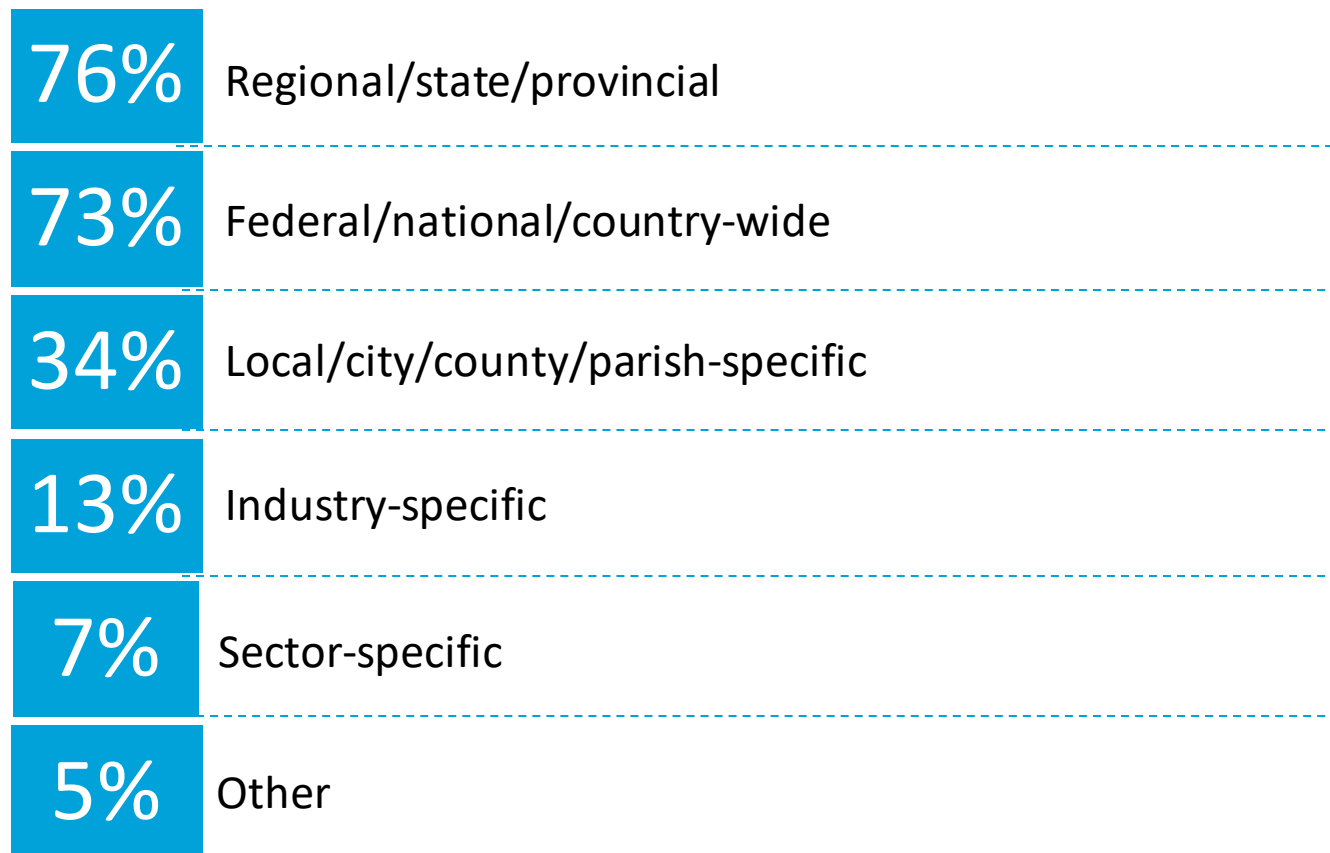 76% Regional/state/provincial
73% Federal/national/country-wide
34% Local/city/county/parish-specific
13% Industry-specific
7% Sector-specific
5% Other